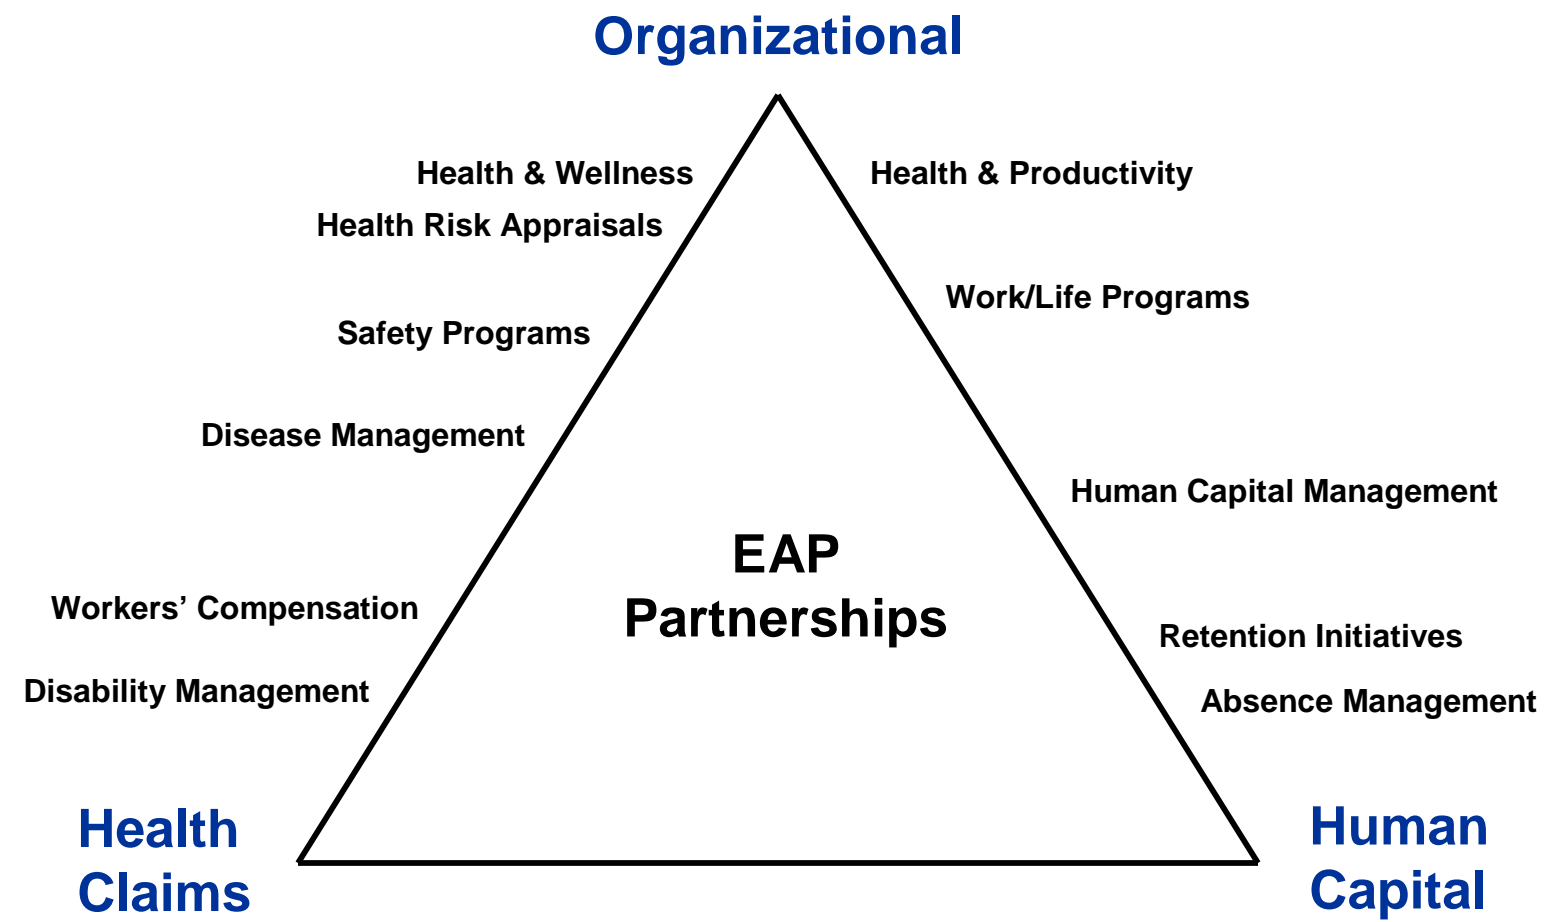 Organizational
Health & Wellness
Health & Productivity
Health Risk Appraisals
Work/Life Programs
Safety Programs
Disease Management
Human Capital Management
EAP
Partnerships
Workers’ Compensation
Retention Initiatives
Disability Management
Absence Management
Health
Claims
Human
Capital